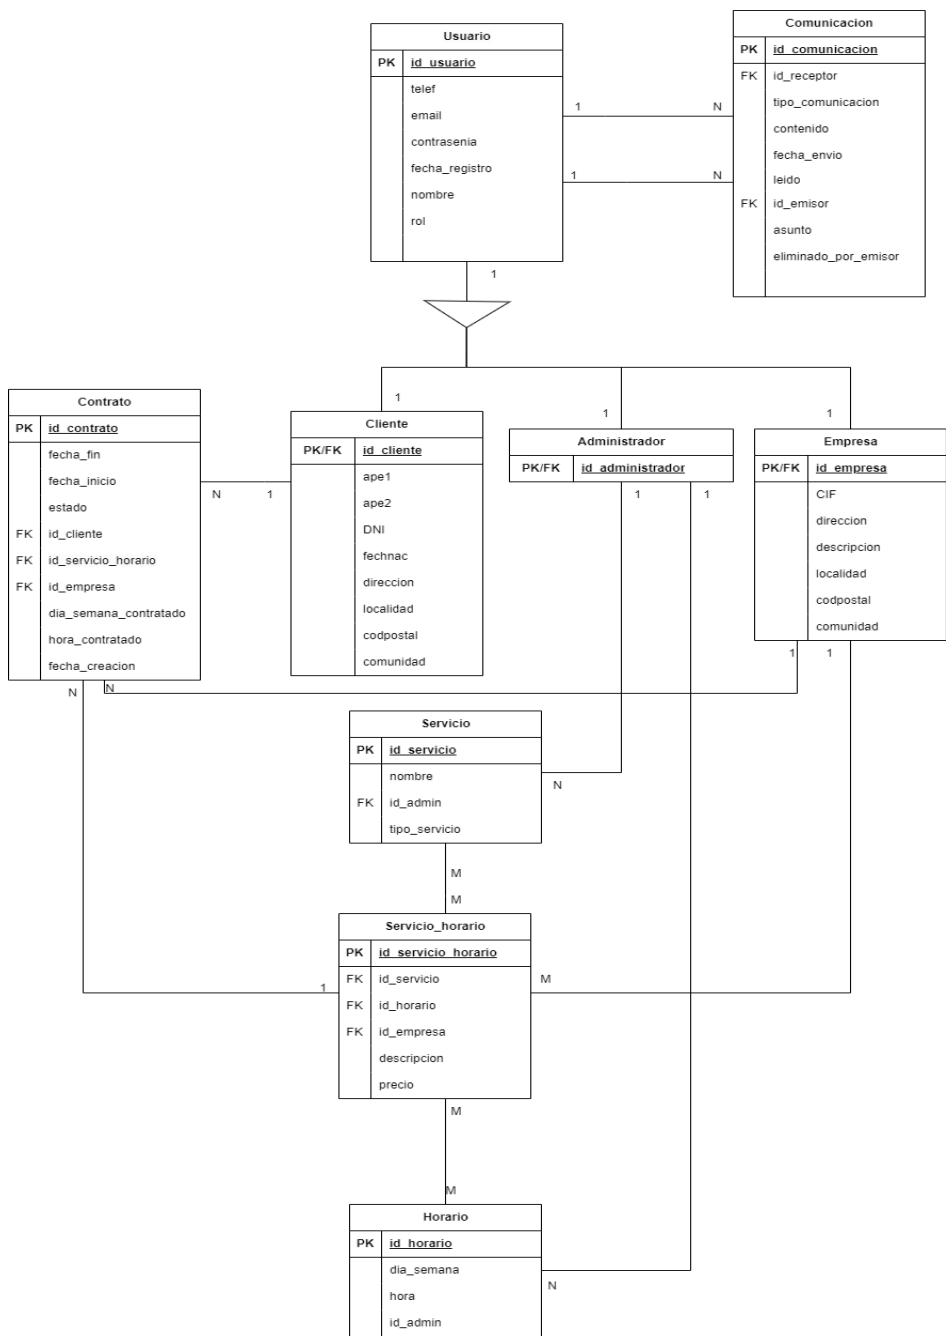 Usuario
PK id_usuario
telef
email
contrasenia
fecha_registro
nombre
rol
Comunicacion
PK id_comunicacion
FK id_receptor
tipo_comunicacion
contenido
fecha_envio
leido
FK id_emisor
asunto
eliminado_por_emisor
1 N
1 N
1
Contrato
PK id_contrato
fecha_fin
fecha_inicio
estado
FK id_cliente
FK id_servicio_horario
FK id_empresa
dia_semana_contratado
hora_contratado
fecha_creacion
N 1
1
Cliente
PK/FK id_cliente
ape1
ape2
DNI
fechnac
direccion
localidad
codpostal
comunidad
1
Administrador
PK/FK id_administrador
1 1
1
Empresa
PK/FK id_empresa
CIF
direccion
descripcion
localidad
codpostal
comunidad
1 1
N N
Servicio
PK id_servicio
nombre
FK id_admin
tipo_servicio
N
M
M
Servicio_horario
PK id_servicio_horario
FK id_servicio
FK id_horario
FK id_empresa
descripcion
precio
1
M
M
M
Horario
PK id_horario
dia_semana
hora
id_admin
N